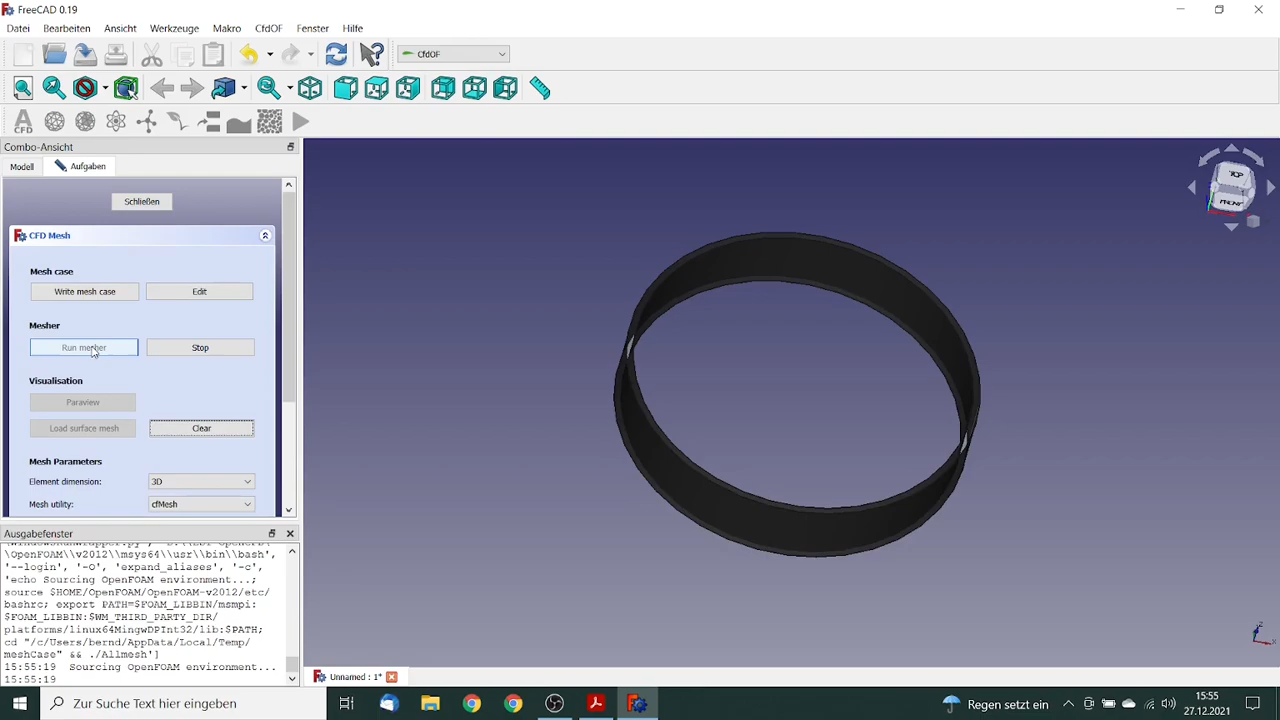 FreeCAD 0.19
Datei Bearbeiten Ansicht Werkzeuge Makro CfdOF Fenster Hilfe
CfdOF
Combo-Ansicht
Modell Aufgaben
Schließen
CFD Mesh
Mesh case
Write mesh case Edit
Mesher
Run mesher Stop
Visualisation
Paraview
Load surface mesh Clear
Mesh Parameters
Element dimension: 3D
Mesh utility: cfMesh
TOP
FRONT
Ausgabefenster
\OpenFOAM\\v2012\\msys64\\usr\\bin\\bash',
'--login', '-O', 'expand_aliases', '-c',
'echo Sourcing OpenFOAM environment...;
source $HOME/OpenFOAM/OpenFOAM-v2012/etc/
bashrc; export PATH=$FOAM_LIBBIN/msmpi:
$FOAM_LIBBIN:$WM_THIRD_PARTY_DIR/
platforms/linux64MingwDPInt32/lib:$PATH;
cd "/c/Users/bernd/AppData/Local/Temp/
meshCase" && ./Allmesh']
15:55:19 Sourcing OpenFOAM environment...
15:55:19
Unnamed : 1*
Zur Suche Text hier eingeben
Regen setzt ein
15:55
27.12.2021